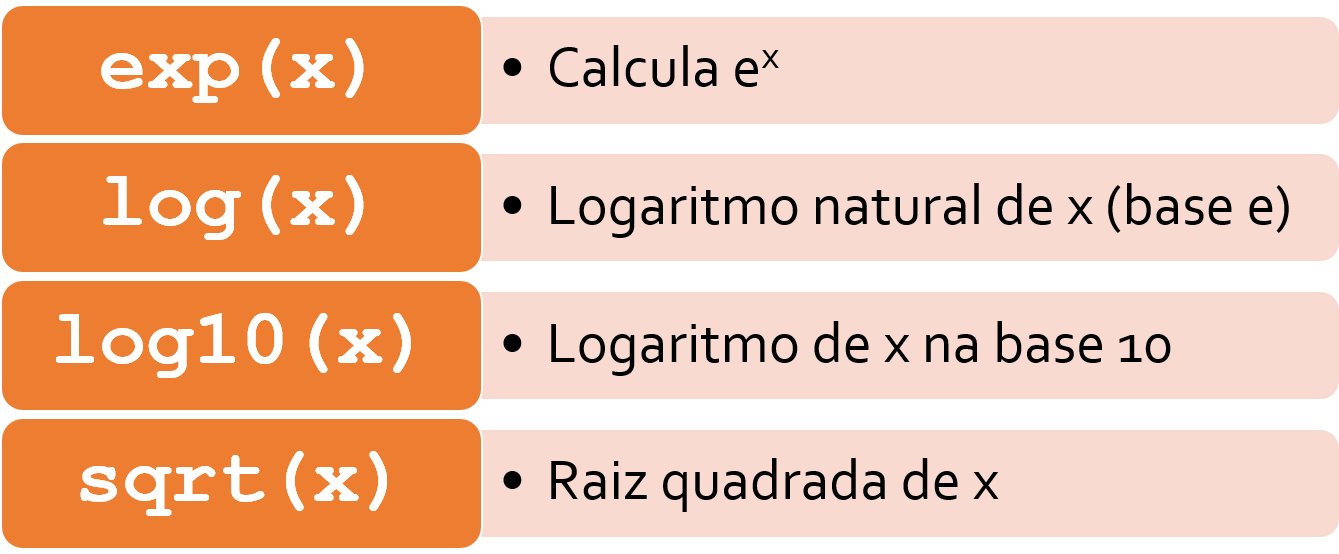 exp(x)
• Calcula eˣ
log(x)
• Logaritmo natural de x (base e)
log10(x)
• Logaritmo de x na base 10
sqrt(x)
• Raiz quadrada de x